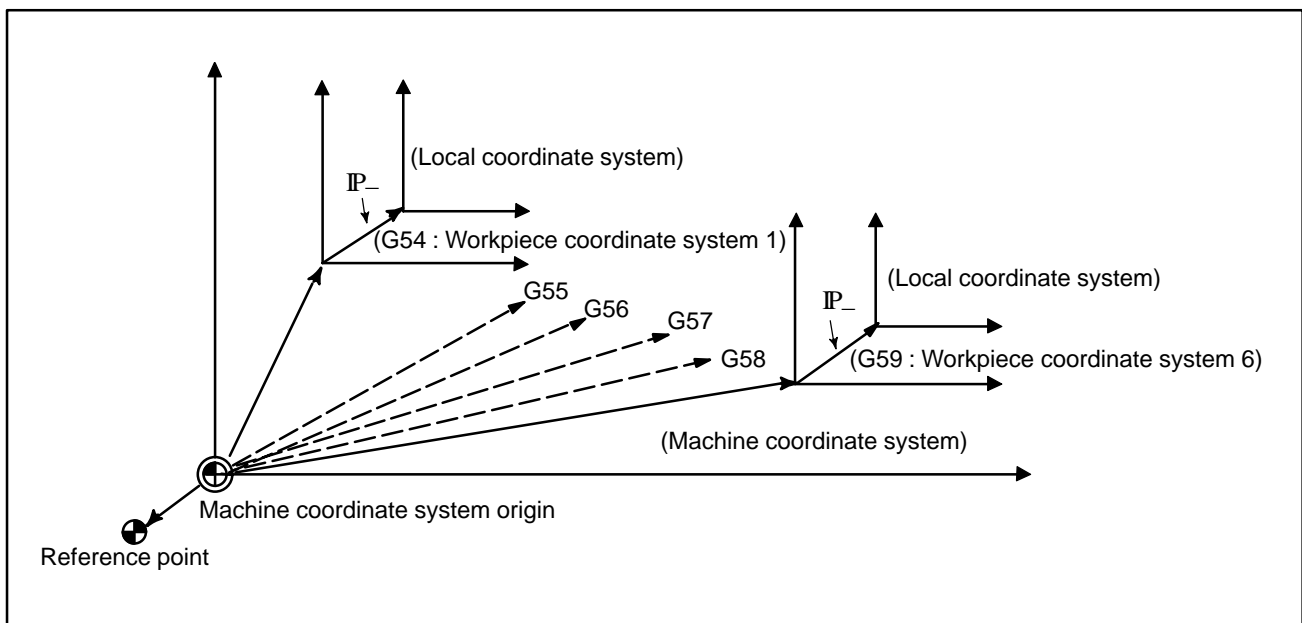 (Local coordinate system)
IP_
(G54 : Workpiece coordinate system 1)
(Local coordinate system)
G55
IP_
G56
G57
G58
(G59 : Workpiece coordinate system 6)
(Machine coordinate system)
Machine coordinate system origin
Reference point